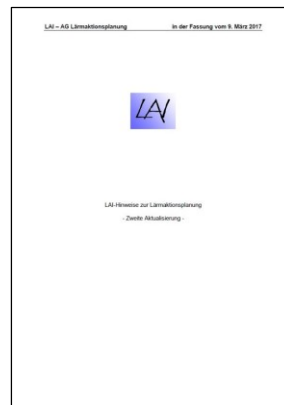 LAI – AG Lärmaktionsplanung in der Fassung vom 9. März 2017
LAI
LAI-Hinweise zur Lärmaktionsplanung
- Zweite Aktualisierung -